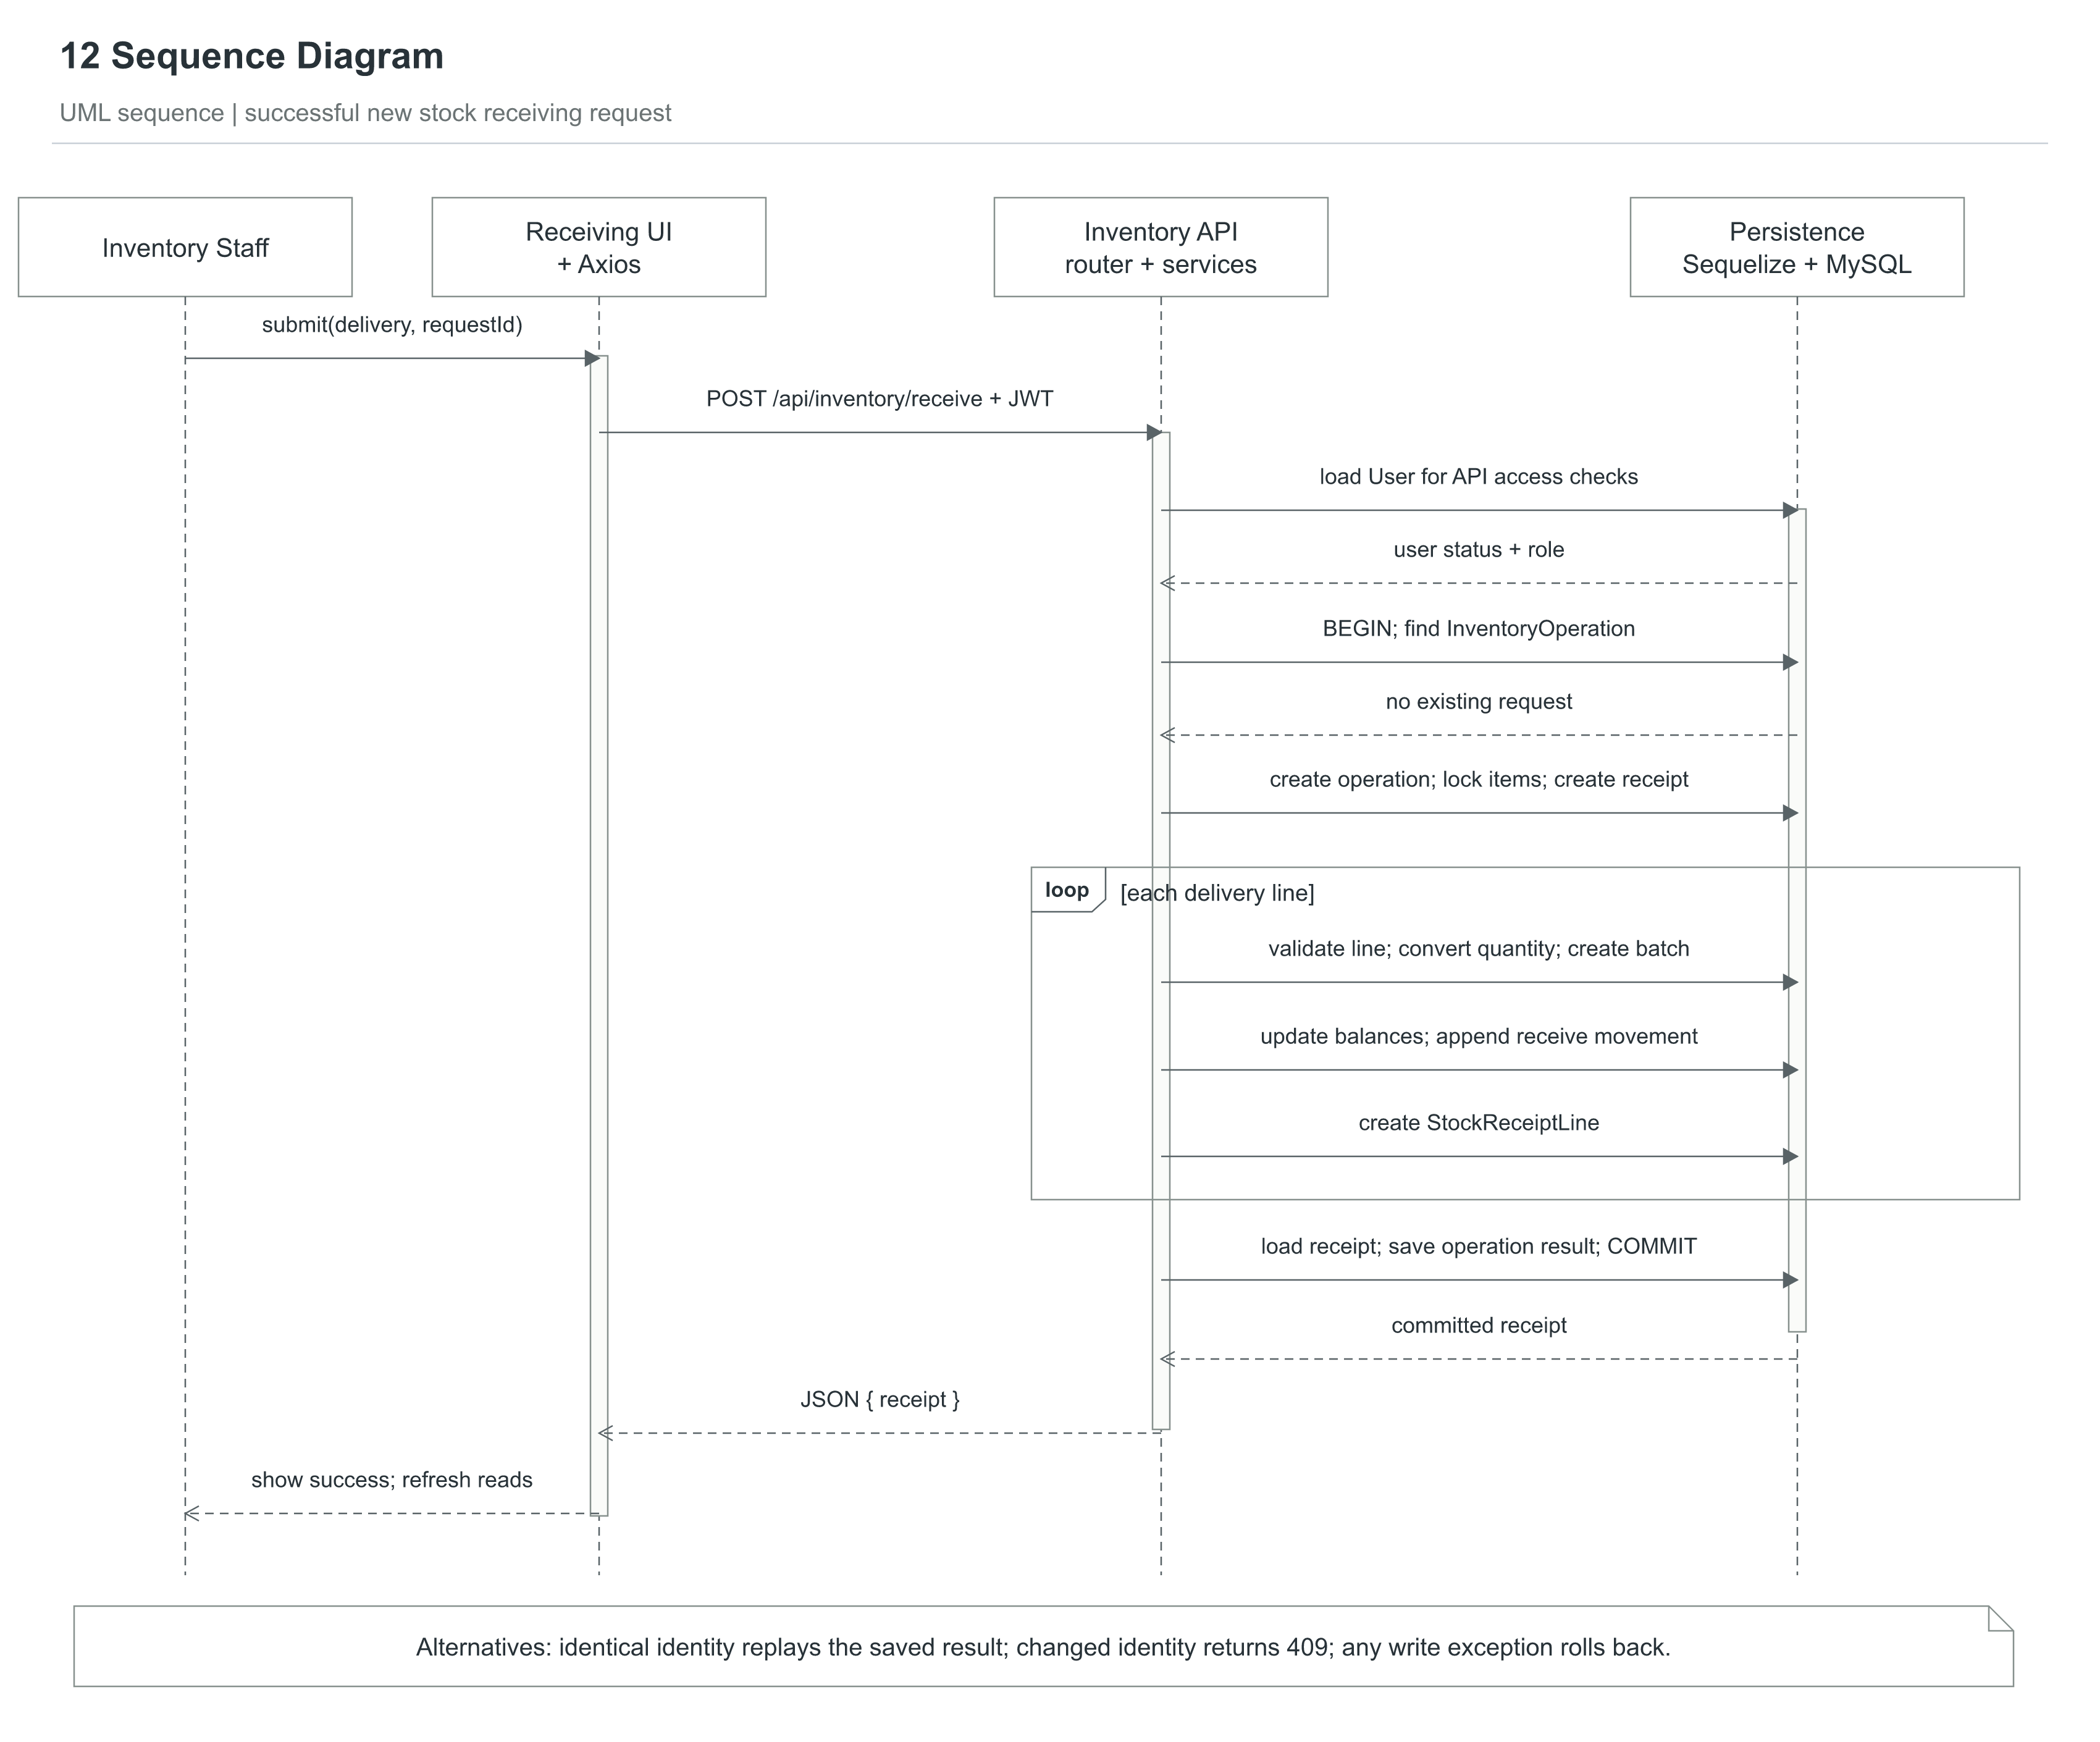 12 Sequence Diagram
UML sequence | successful new stock receiving request
Inventory Staff
Receiving UI
+ Axios
Inventory API
router + services
Persistence
Sequelize + MySQL
submit(delivery, requestId)
POST /api/inventory/receive + JWT
load User for API access checks
user status + role
BEGIN; find InventoryOperation
no existing request
create operation; lock items; create receipt
loop
[each delivery line]
validate line; convert quantity; create batch
update balances; append receive movement
create StockReceiptLine
load receipt; save operation result; COMMIT
committed receipt
JSON { receipt }
show success; refresh reads
Alternatives: identical identity replays the saved result; changed identity returns 409; any write exception rolls back.